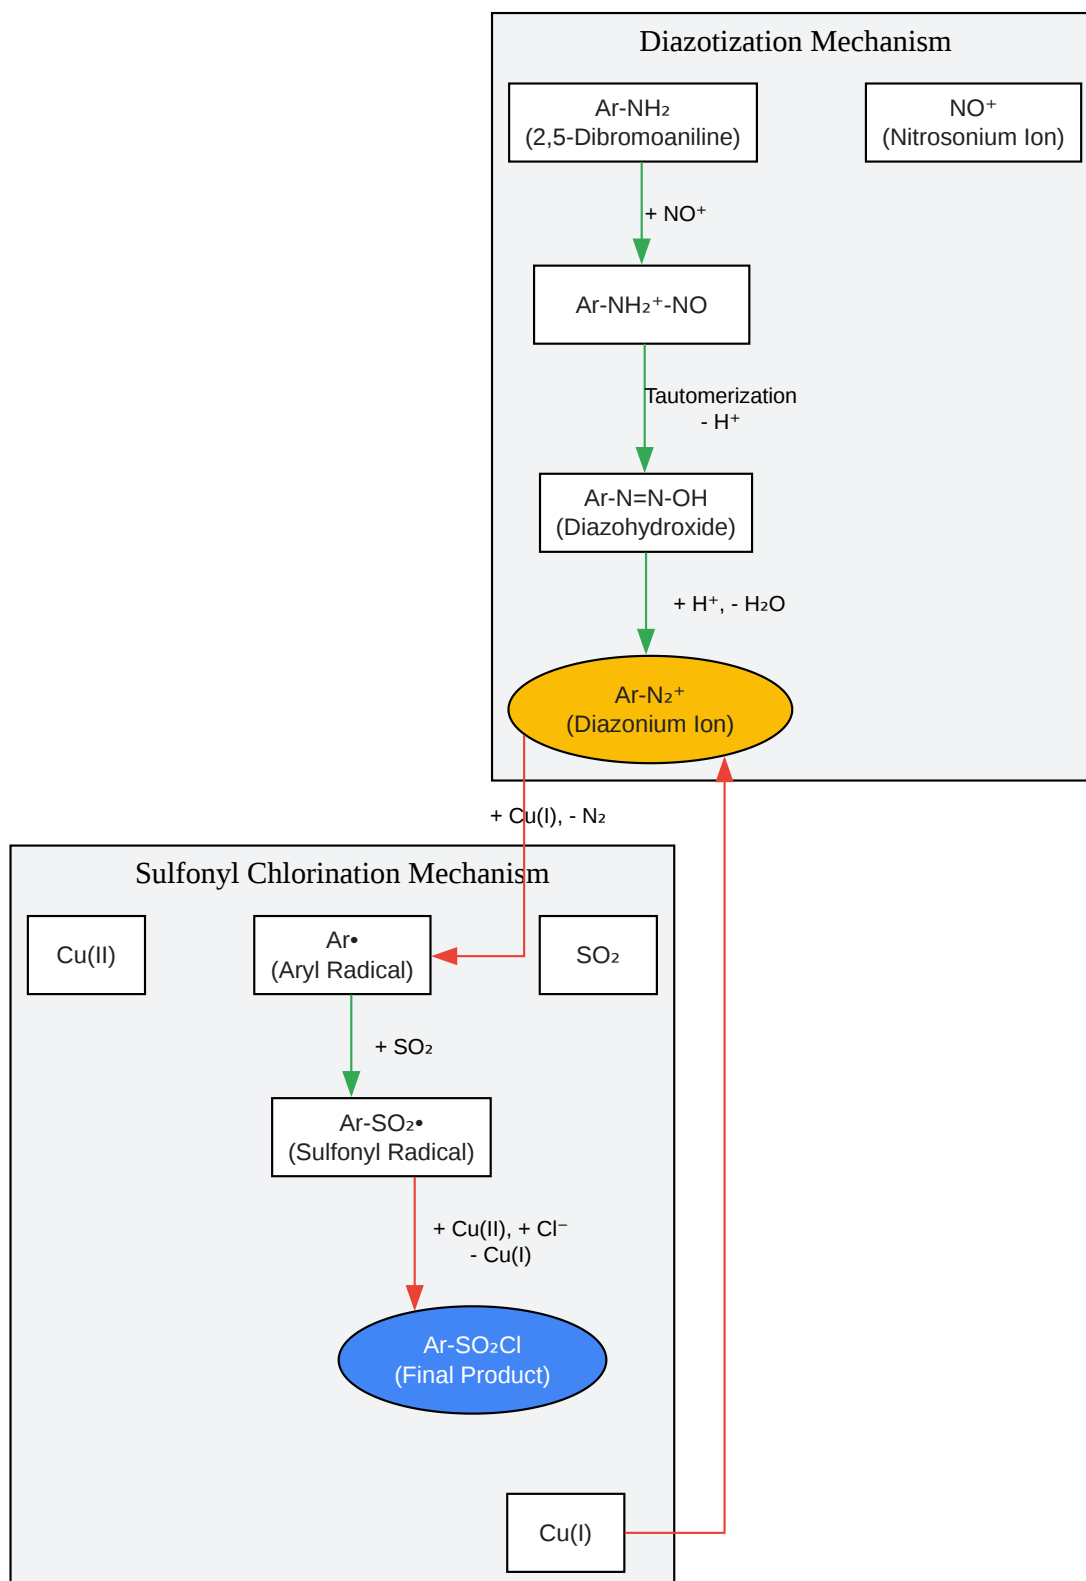 Diazotization Mechanism
Ar-NH₂
(2,5-Dibromoaniline)
NO⁺
(Nitrosonium Ion)
+ NO⁺
Ar-NH₂⁺-NO
Tautomerization
- H⁺
Ar-N=N-OH
(Diazohydroxide)
+ H⁺, - H₂O
Ar-N₂⁺
(Diazonium Ion)
+ Cu(I), - N₂
Sulfonyl Chlorination Mechanism
Cu(II)
Ar•
(Aryl Radical)
SO₂
+ SO₂
Ar-SO₂•
(Sulfonyl Radical)
+ Cu(II), + Cl⁻
- Cu(I)
Ar-SO₂Cl
(Final Product)
Cu(I)